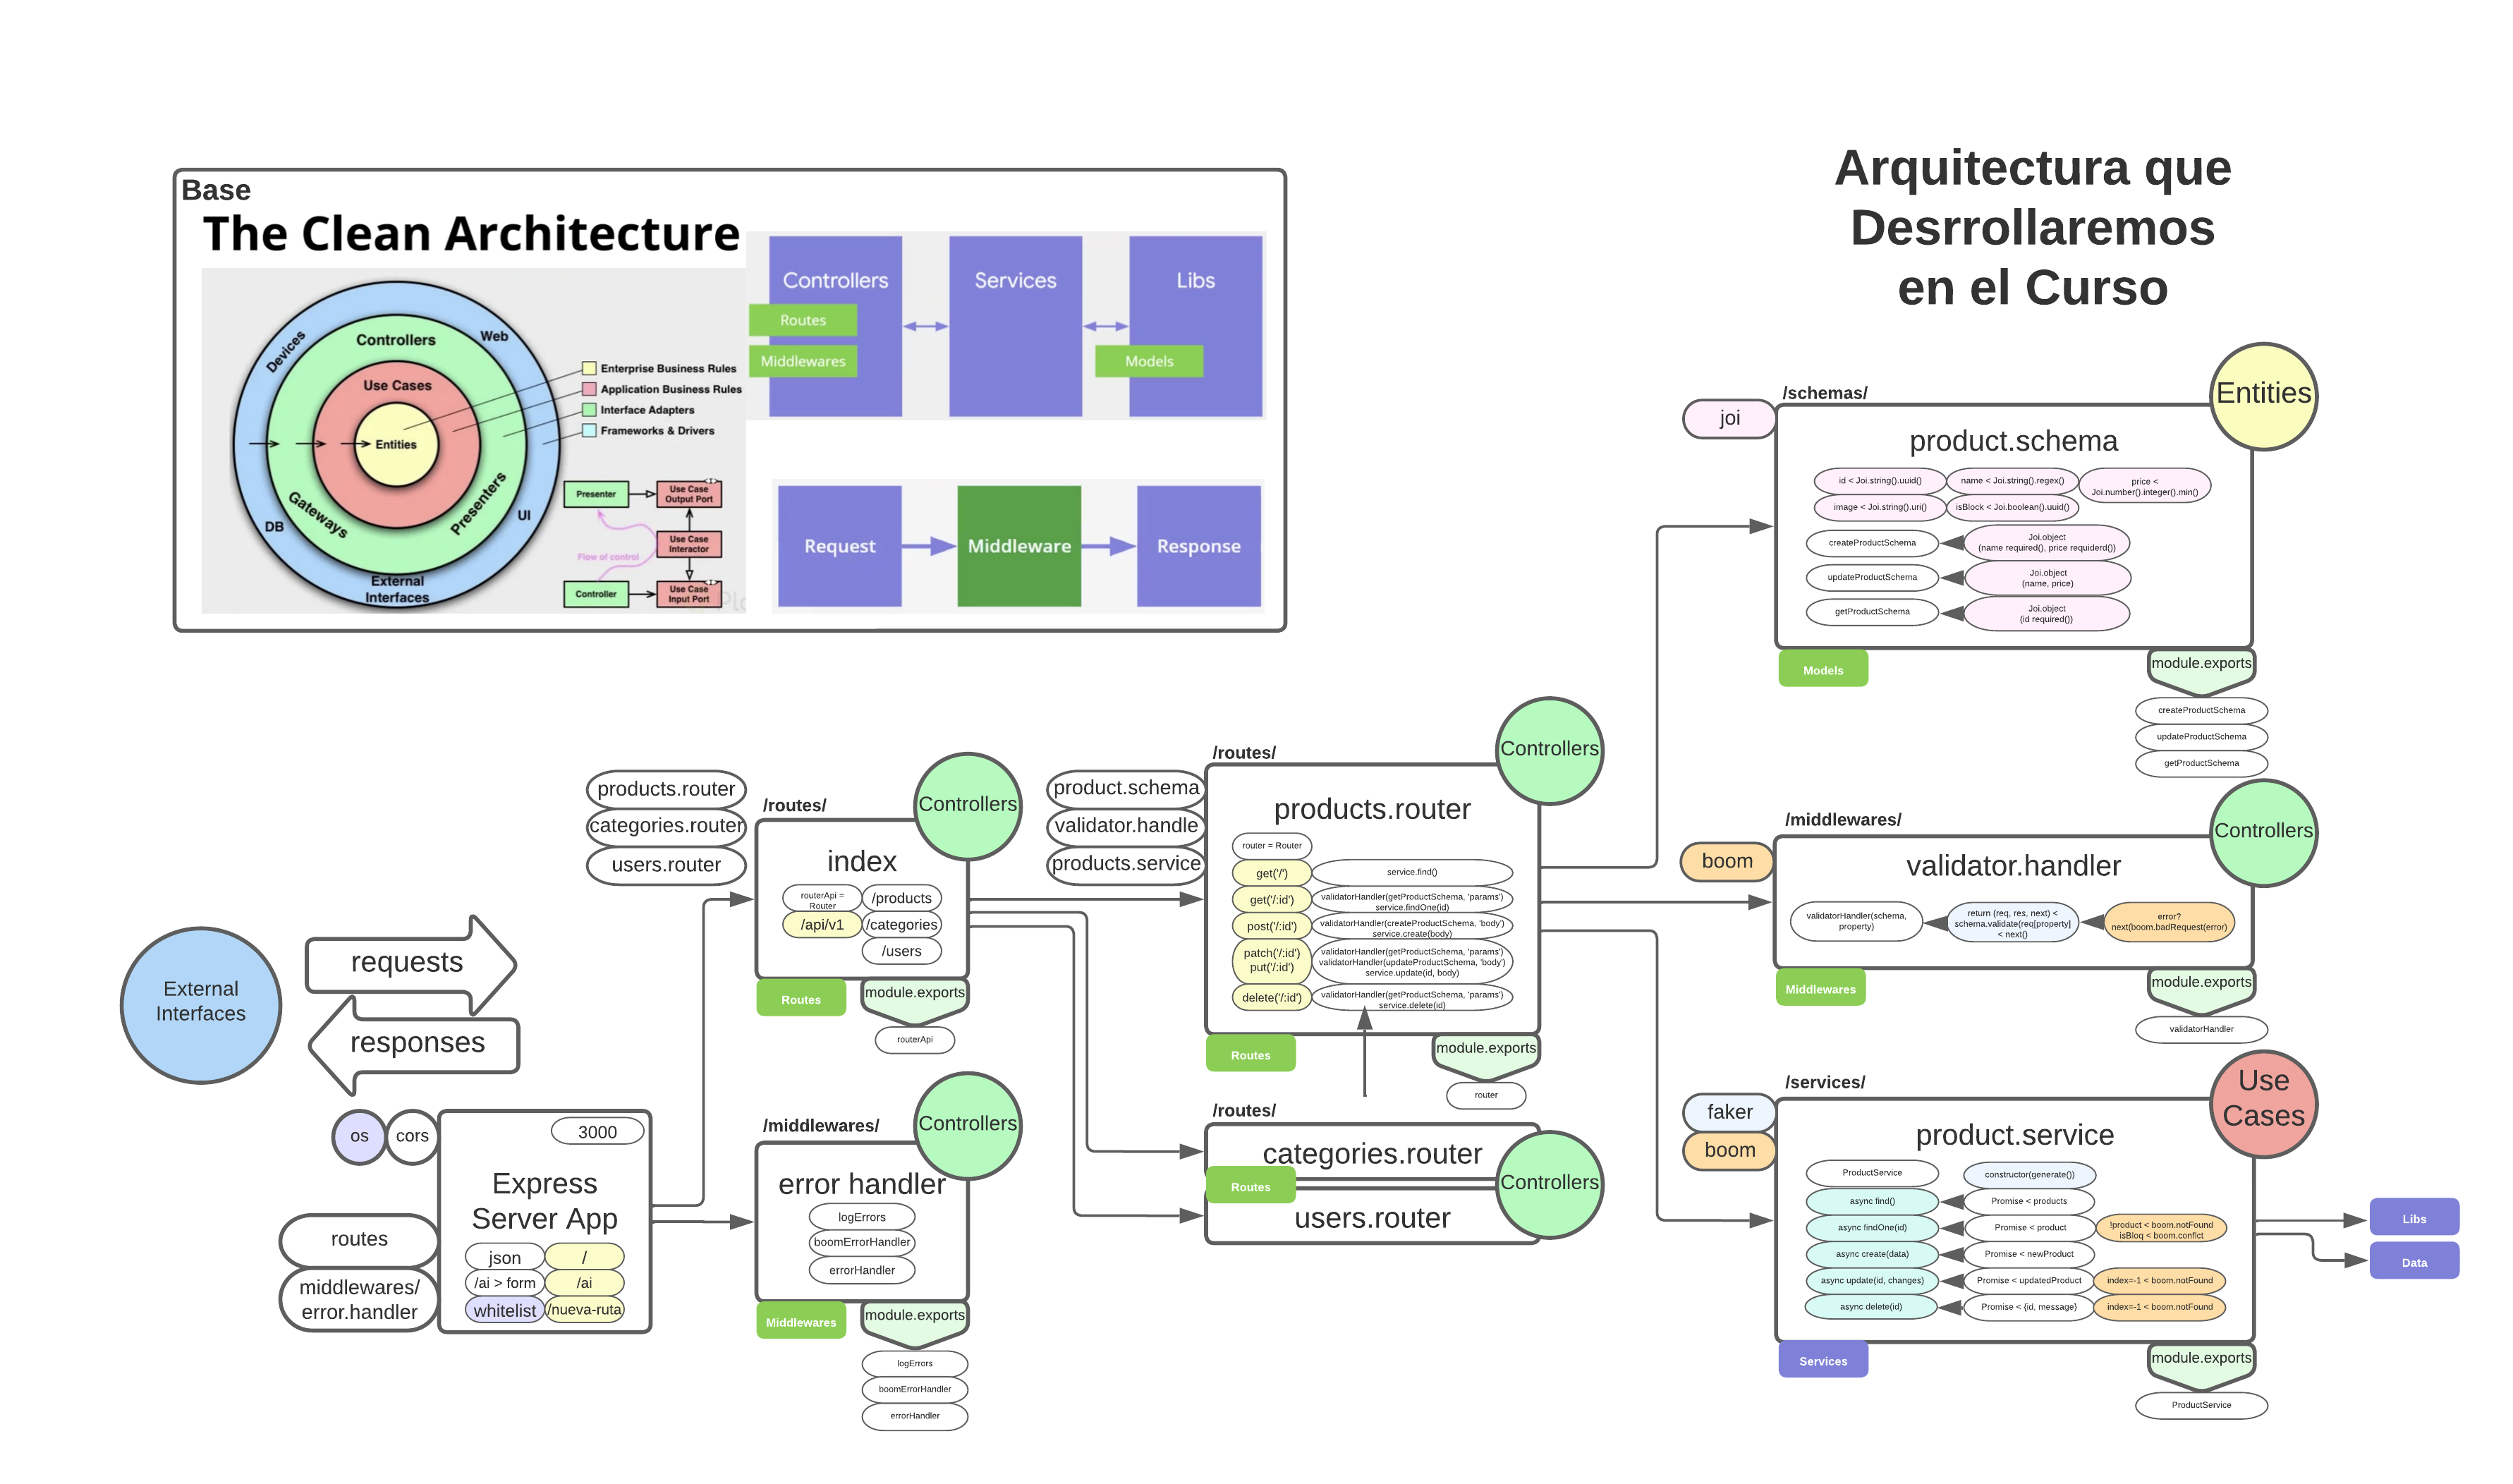 Arquitectura que
Desrrollaremos
en el Curso
Base
The Clean Architecture
Devices
Web
Controllers
Use Cases
Entities
Gateways
Presenters
DB
UI
External
Interfaces
Enterprise Business Rules
Application Business Rules
Interface Adapters
Frameworks & Drivers
Presenter
Use Case
Output Port
Use Case
Interactor
Flow of control
Controller
Use Case
Input Port
Controllers
Services
Libs
Routes
Middlewares
Models
Request
Middleware
Response
External
Interfaces
requests
responses
os
cors
3000
Express
Server App
routes
middlewares/
error.handler
json
/
/ai > form
/ai
whitelist
/nueva-ruta
products.router
categories.router
users.router
/routes/
Controllers
index
routerApi =
Router
/products
/api/v1
/categories
/users
Routes
module.exports
routerApi
/middlewares/
Controllers
error handler
logErrors
boomErrorHandler
errorHandler
Middlewares
module.exports
logErrors
boomErrorHandler
errorHandler
product.schema
validator.handle
products.service
/routes/
Controllers
products.router
router = Router
get('/')
service.find()
get('/:id')
validatorHandler(getProductSchema, 'params')
service.findOne(id)
post('/:id')
validatorHandler(createProductSchema, 'body')
service.create(body)
patch('/:id')
put('/:id')
validatorHandler(getProductSchema, 'params')
validatorHandler(updateProductSchema, 'body')
service.update(id, body)
delete('/:id')
validatorHandler(getProductSchema, 'params')
service.delete(id)
Routes
module.exports
router
/routes/
categories.router
Routes
Controllers
users.router
joi
/schemas/
Entities
product.schema
id < Joi.string().uuid()
name < Joi.string().regex()
price <
Joi.number().integer().min()
image < Joi.string().uri()
isBlock < Joi.boolean().uuid()
createProductSchema
Joi.object
(name required(), price requiderd())
updateProductSchema
Joi.object
(name, price)
getProductSchema
Joi.object
(id required())
Models
module.exports
createProductSchema
updateProductSchema
getProductSchema
boom
/middlewares/
Controllers
validator.handler
validatorHandler(schema,
property)
return (req, res, next) <
schema.validate(req[property]
< next()
error?
next(boom.badRequest(error)
Middlewares
module.exports
validatorHandler
faker
boom
/services/
Use
Cases
product.service
ProductService
constructor(generate())
async find()
Promise < products
async findOne(id)
Promise < product
!product < boom.notFound
isBloq < boom.conflct
async create(data)
Promise < newProduct
async update(id, changes)
Promise < updatedProduct
index=-1 < boom.notFound
async delete(id)
Promise < {id, message}
index=-1 < boom.notFound
Services
module.exports
ProductService
Libs
Data